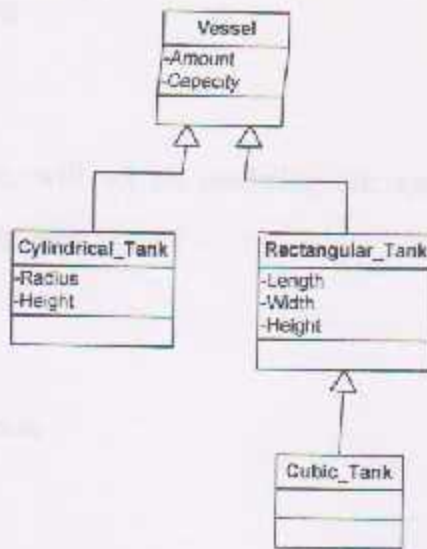 Vessel
-Amount
-Capacity
Cylindrical_Tank
-Radius
-Height
Rectangular_Tank
-Length
-Width
-Height
Cubic_Tank